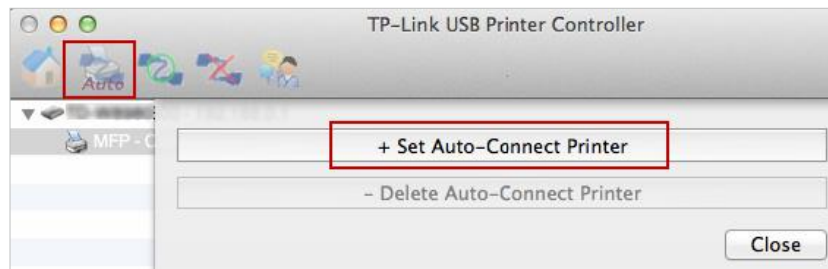 TP-Link USB Printer Controller
Auto
MFP - C
+ Set Auto-Connect Printer
- Delete Auto-Connect Printer
Close